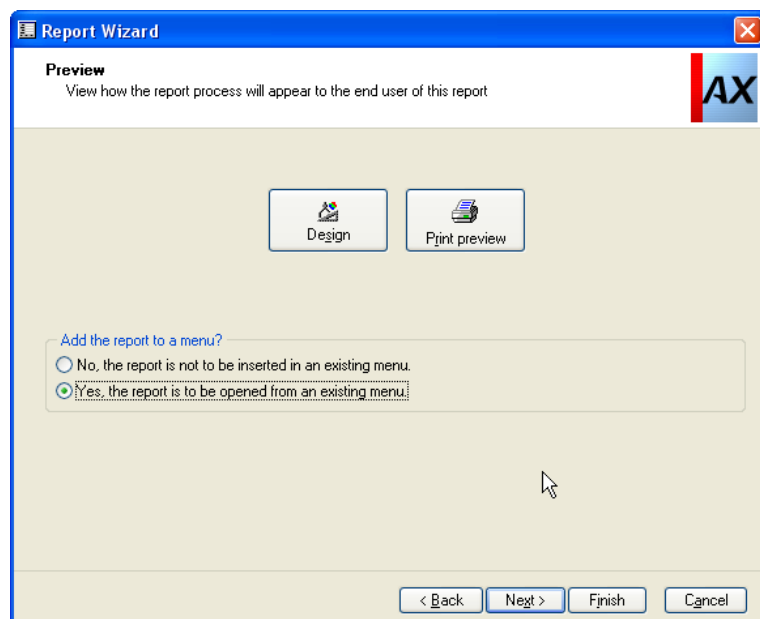 Report Wizard
Preview
View how the report process will appear to the end user of this report
AX
Design
Print preview
Add the report to a menu?
No, the report is not to be inserted in an existing menu.
Yes, the report is to be opened from an existing menu.
< Back
Next >
Finish
Cancel